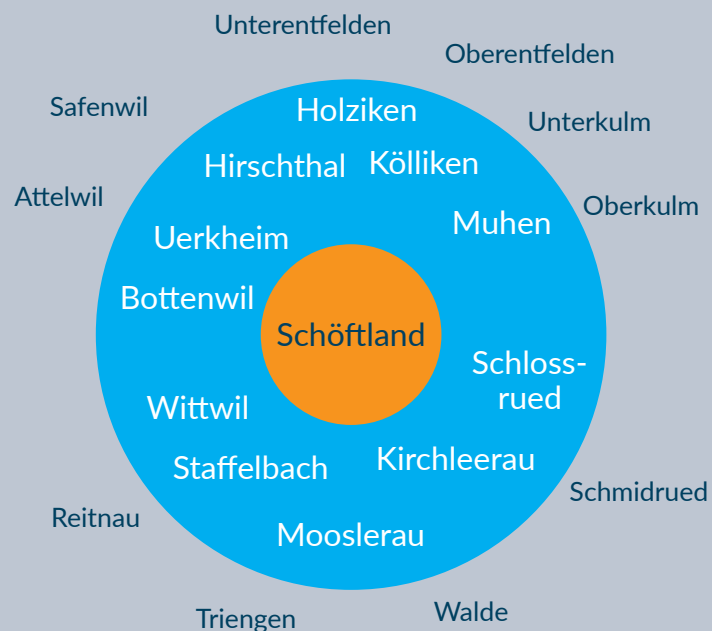 Unterentfelden
Oberentfelden
Safenwil
Holziken
Unterkulm
Hirschthal
Kölliken
Attelwil
Oberkulm
Muhen
Uerkheim
Bottenwil
Schöftland
Schloss-
rued
Wittwil
Kirchleerau
Staffelbach
Schmidrued
Reitnau
Mooslerau
Walde
Triengen